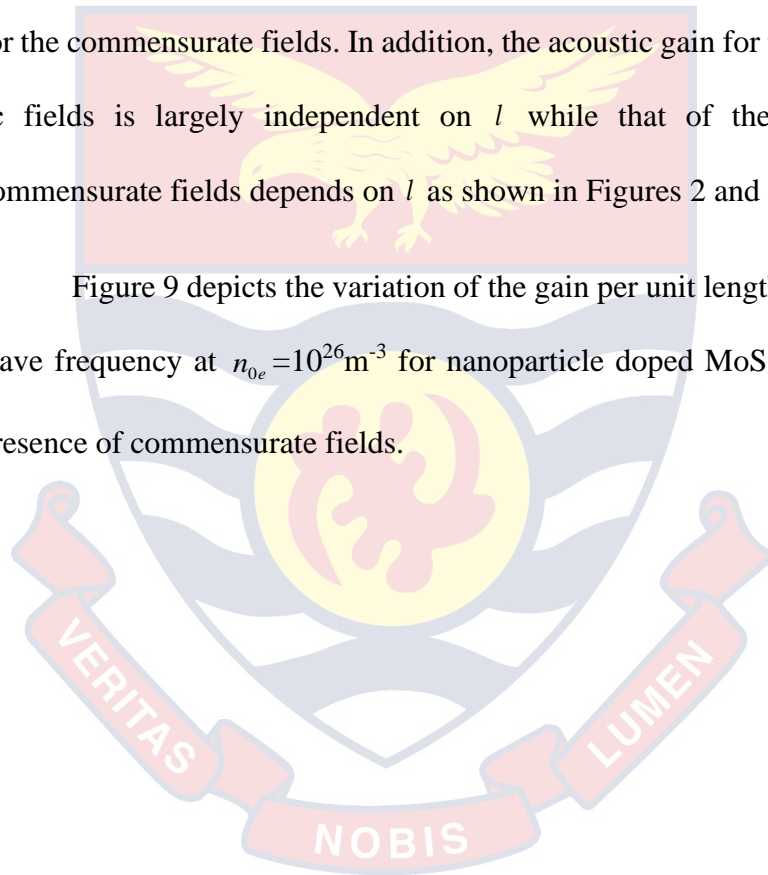 or the commensurate fields. In addition, the acoustic gain for
c fields is largely independent on l while that of the
ommensurate fields depends on l as shown in Figures 2 and
Figure 9 depicts the variation of the gain per unit lengt
ave frequency at n₀ₑ =10²⁶m⁻³ for nanoparticle doped MoS
resence of commensurate fields.
VERITAS
NOBIS
LUMEN